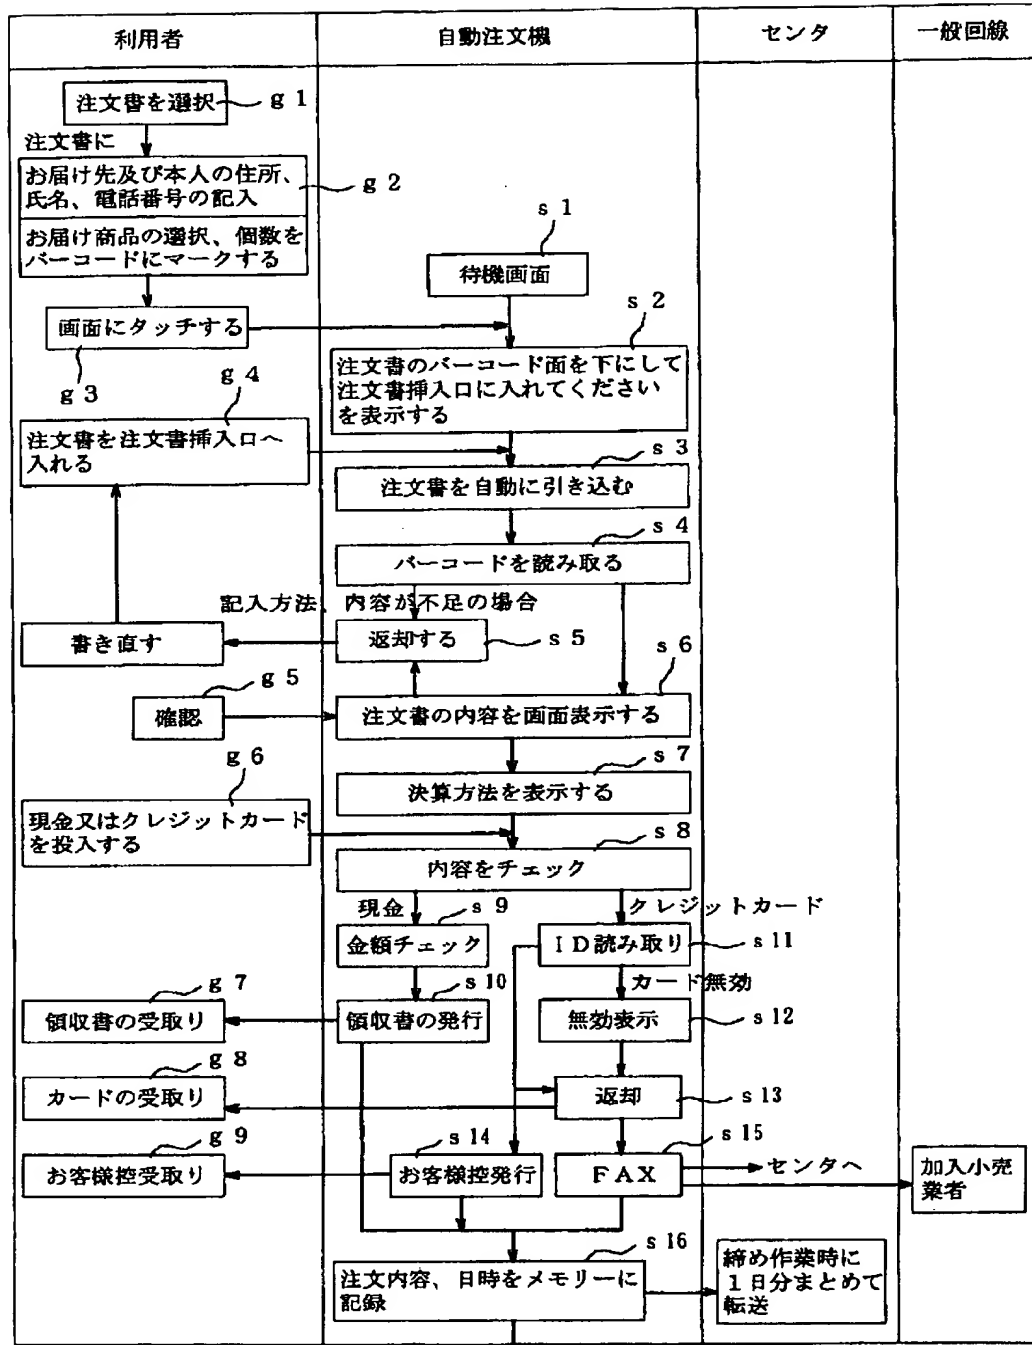 利用者
自動注文機
センタ
一般回線
注文書を選択
g 1
注文書に
お届け先及び本人の住所、
氏名、電話番号の記入
g 2
お届け商品の選択、個数を
バーコードにマークする
s 1
待機画面
画面にタッチする
g 3
s 2
注文書のバーコード面を下にして
注文書挿入口に入れてください
を表示する
g 4
注文書を注文書挿入口へ
入れる
s 3
注文書を自動に引き込む
s 4
バーコードを読み取る
記入方法、内容が不足の場合
書き直す
返却する
s 5
s 6
g 5
確認
注文書の内容を画面表示する
s 7
決算方法を表示する
g 6
現金又はクレジットカード
を投入する
s 8
内容をチェック
現金
s 9
クレジットカード
金額チェック
ID読み取り
s 11
カード無効
g 7
領収書の受取り
s 10
領収書の発行
無効表示
s 12
g 8
カードの受取り
返却
s 13
g 9
お客様控受取り
s 14
お客様控発行
s 15
FAX
センタへ
加入小売
業者
s 16
注文内容、日時をメモリーに
記録
締め作業時に
1日分まとめて
転送